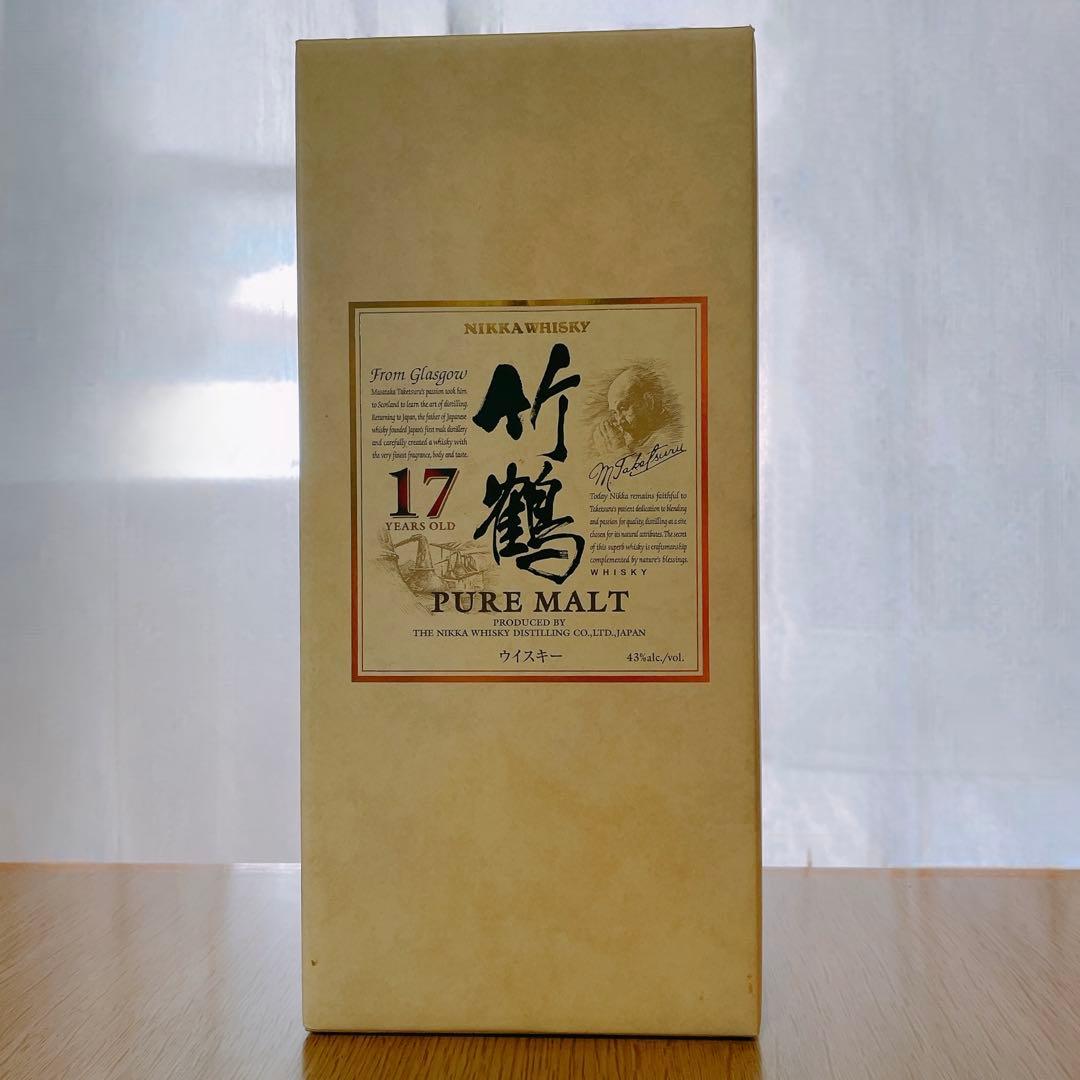 NIKKA WHISKY
From Glasgow
Masataka Taketsuru's passion took him
to Scotland to learn the art of distilling.
Returning to Japan, the father of Japanese
whisky founded Japan's first malt distillery
and carefully created a whisky with
the very finest fragrance, body and taste.
17
YEARS OLD
竹鶴
M. Taketsuru
Today Nikka remains faithful to
Taketsuru's patient dedication to blending
and passion for quality, distilling at a site
chosen for its natural attributes. The secret
of this superb whisky is craftsmanship
complemented by nature's blessings.
WHISKY
PURE MALT
PRODUCED BY
THE NIKKA WHISKY DISTILLING CO.,LTD.,JAPAN
ウイスキー
43%alc./vol.